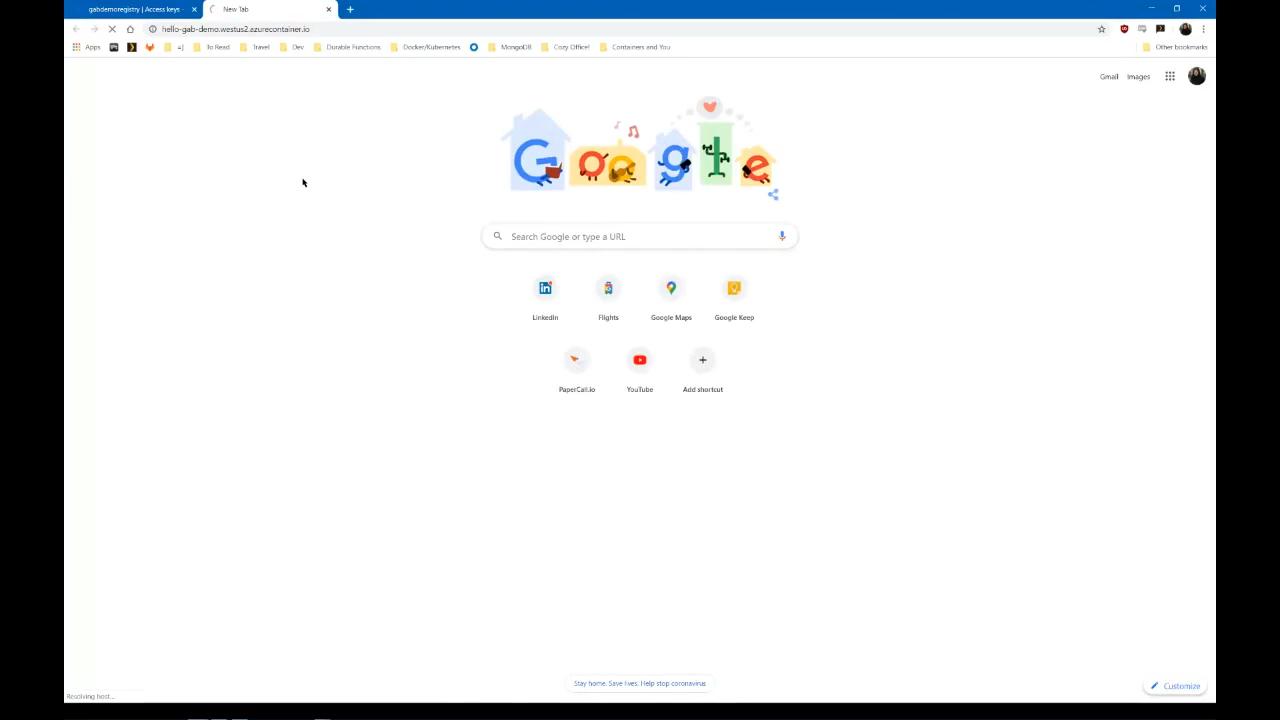 gabdemoregistry | Access keys -
New Tab
hello-gab-demo.westus2.azurecontainer.io
Apps
=]
To Read
Travel
Dev
Durable Functions
Docker/Kubernetes
MongoDB
Cozy Office!
Containers and You
Other bookmarks
Gmail
Images
Google
Search Google or type a URL
LinkedIn
Flights
Google Maps
Google Keep
PaperCall.io
YouTube
Add shortcut
Stay home. Save lives. Help stop coronavirus
Customize
Resolving host...